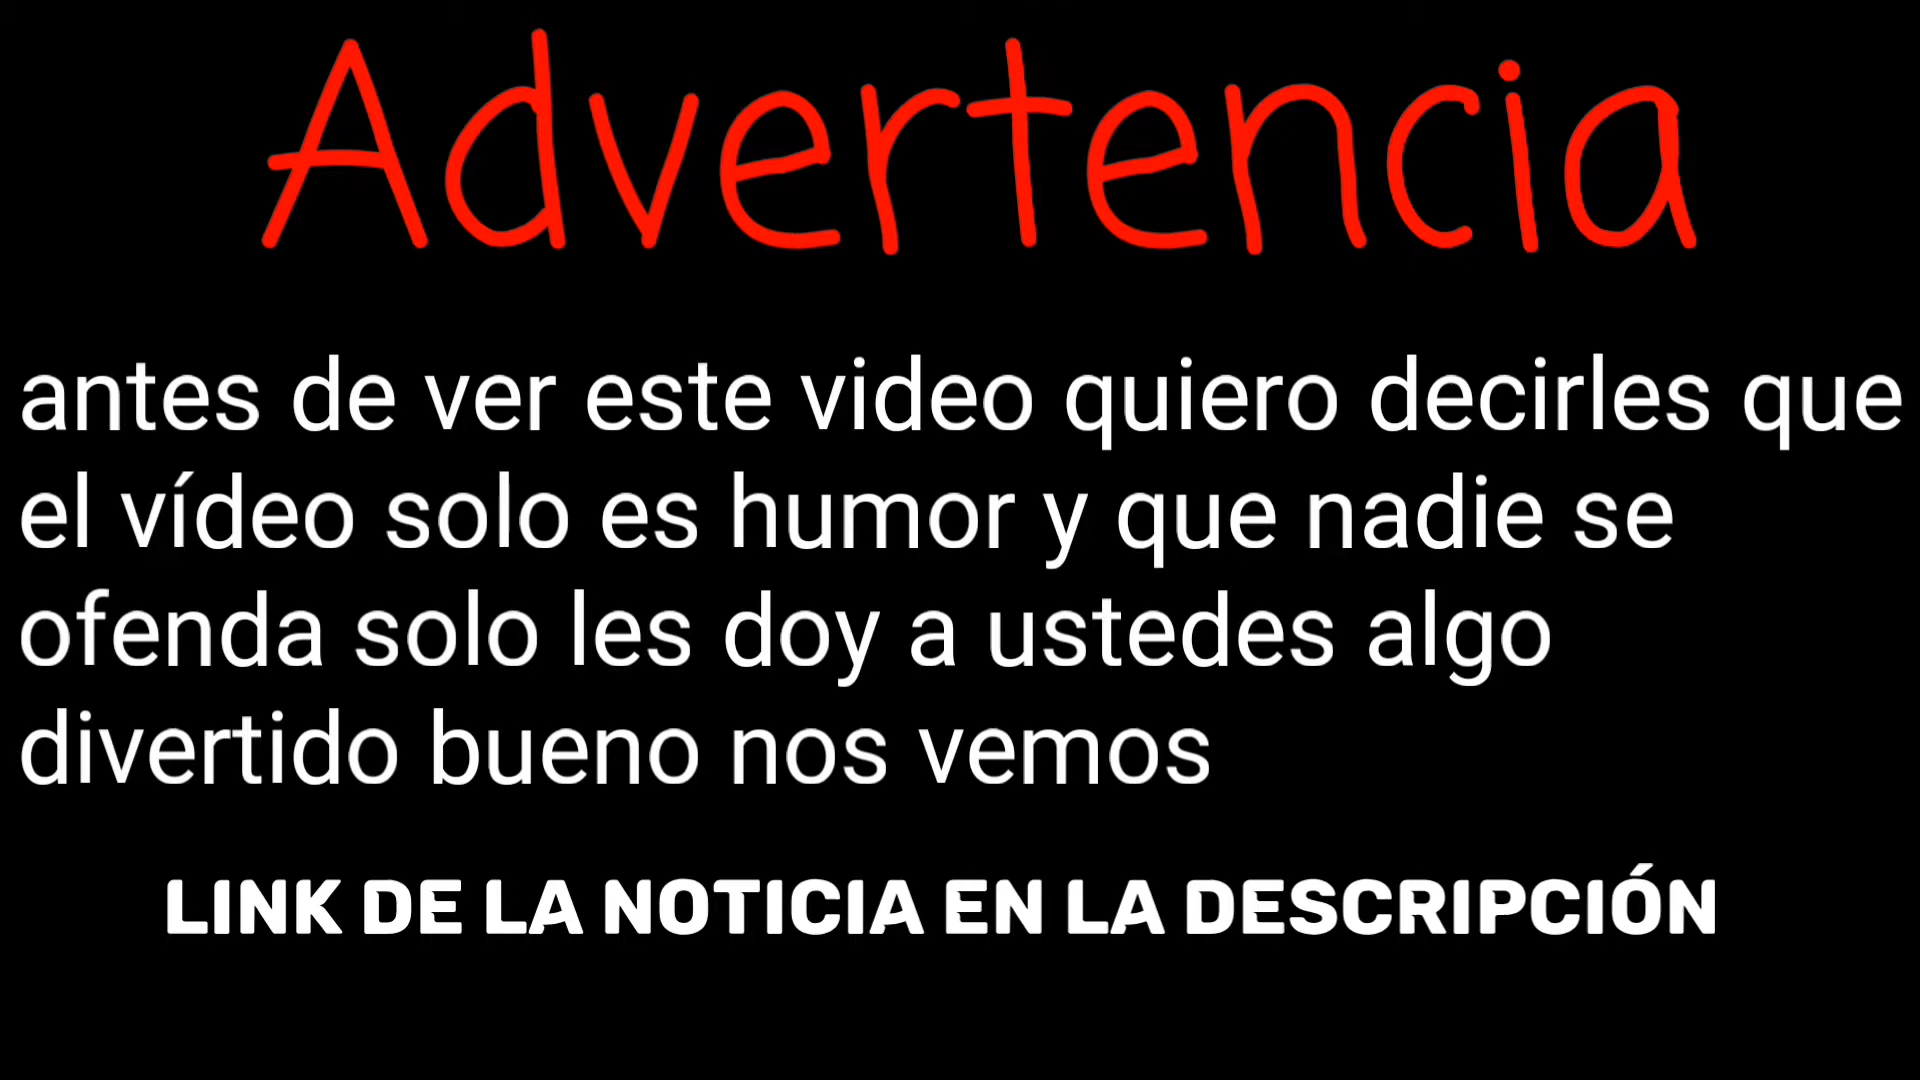 Advertencia
antes de ver este video quiero decirles que
el vídeo solo es humor y que nadie se
ofenda solo les doy a ustedes algo
divertido bueno nos vemos
LINK DE LA NOTICIA EN LA DESCRIPCIÓN